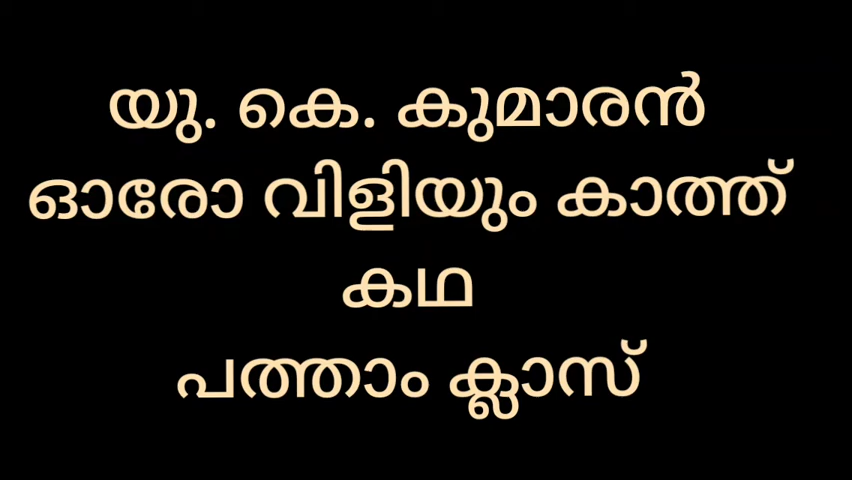 യു. കെ. കുമാരൻ
ഓരോ വിളിയും കാത്ത്
കഥ
പത്താം ക്ലാസ്